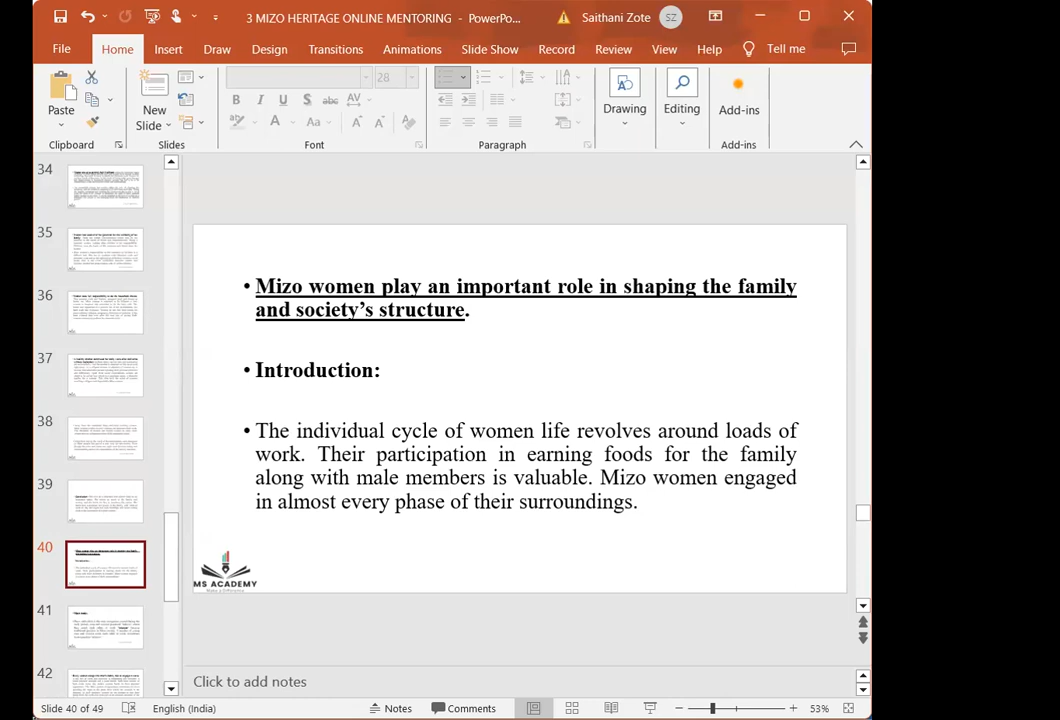 3 MIZO HERITAGE ONLINE MENTORING - PowerPo...
Saithani Zote
SZ
File
Home
Insert
Draw
Design
Transitions
Animations
Slide Show
Record
Review
View
Help
Tell me
Paste
New
Slide
28
Drawing
Editing
Add-ins
Clipboard
Slides
Font
Paragraph
Add-ins
34
35
36
37
38
39
40
41
42
• Mizo women play an important role in shaping the family
and society's structure.
• Introduction:
• The individual cycle of women life revolves around loads of
work. Their participation in earning foods for the family
along with male members is valuable. Mizo women engaged
in almost every phase of their surroundings.
MS ACADEMY
Make a Difference
Click to add notes
Slide 40 of 49
English (India)
Notes
Comments
53%